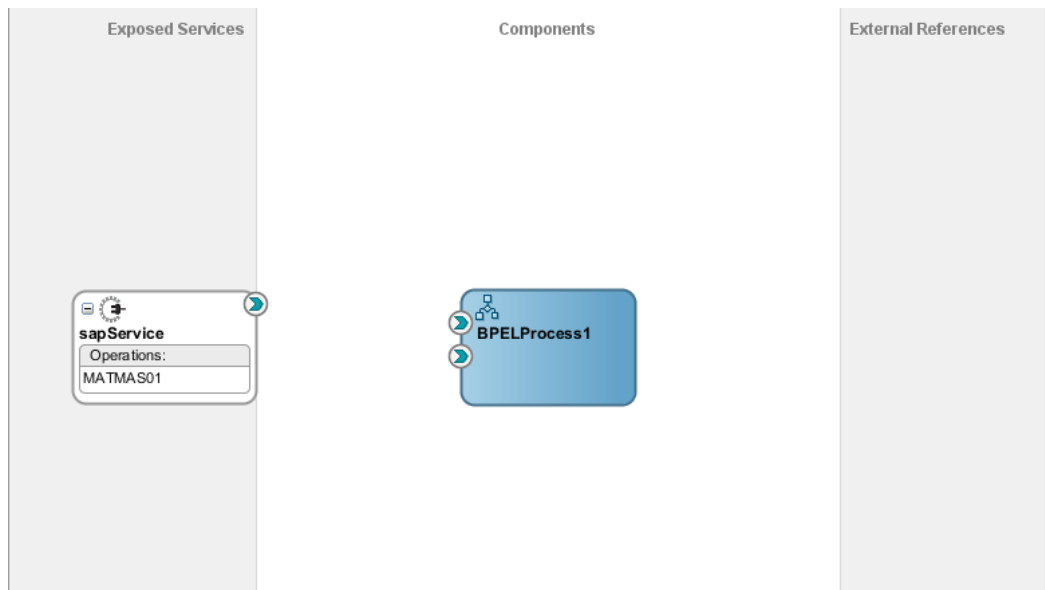 Exposed Services
Components
External References
sapService
Operations:
MATMAS01
BPELProcess1